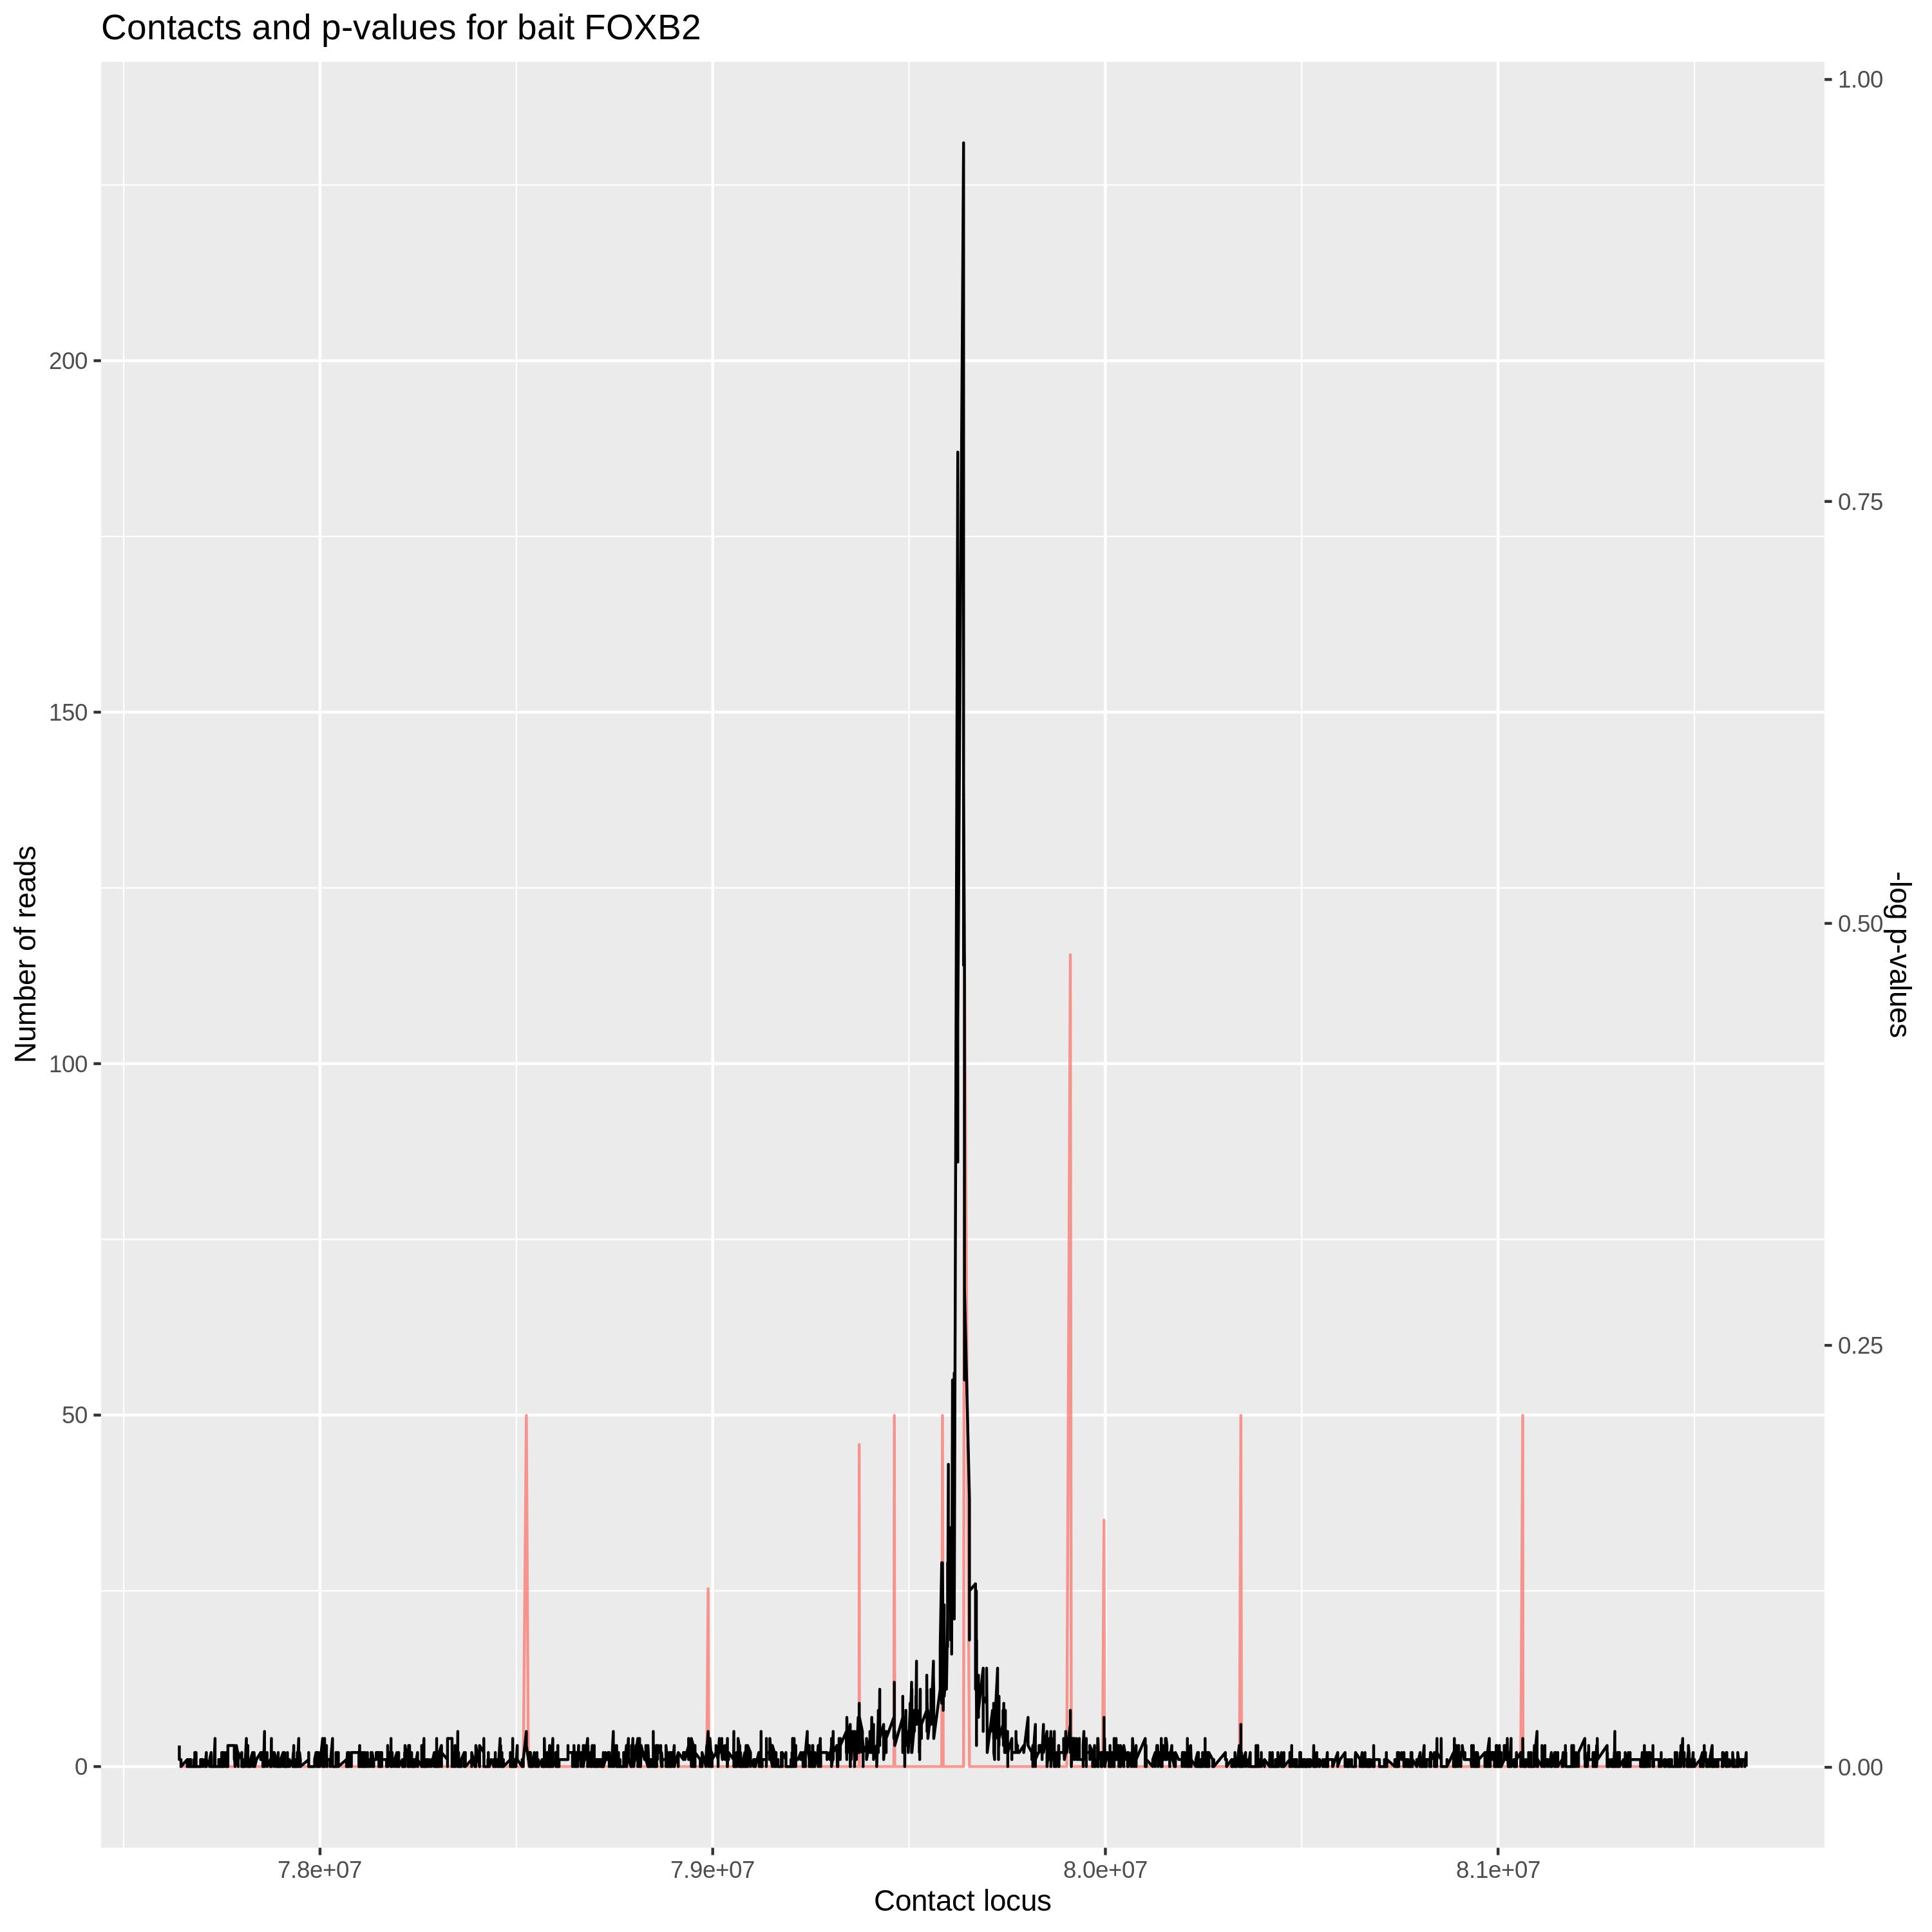 Contacts and p-values for bait FOXB2
Number of reads
200
150
100
50
0
1.00
0.75
0.50
0.25
0.00
-log p-values
7.8e+07
7.9e+07
8.0e+07
8.1e+07
Contact locus